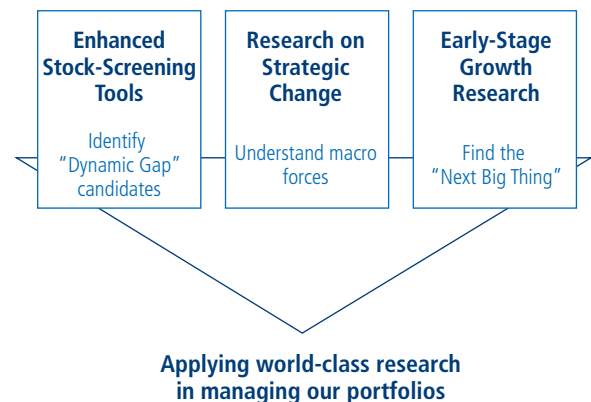 Enhanced
Stock-Screening
Tools
Identify
"Dynamic Gap"
candidates
Research on
Strategic
Change
Understand macro
forces
Early-Stage
Growth
Research
Find the
"Next Big Thing"
Applying world-class research
in managing our portfolios